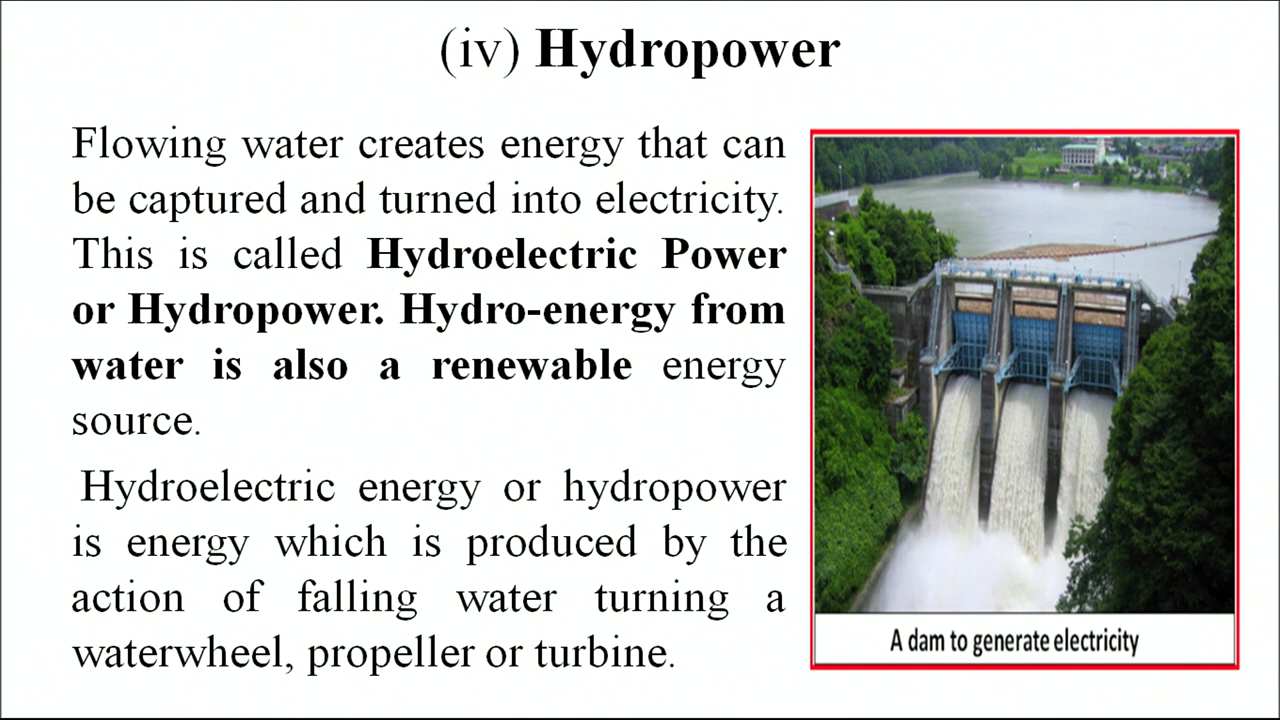 (iv) Hydropower
Flowing water creates energy that can
be captured and turned into electricity.
This is called Hydroelectric Power
or Hydropower. Hydro-energy from
water is also a renewable energy
source.
Hydroelectric energy or hydropower
is energy which is produced by the
action of falling water turning a
waterwheel, propeller or turbine.
A dam to generate electricity